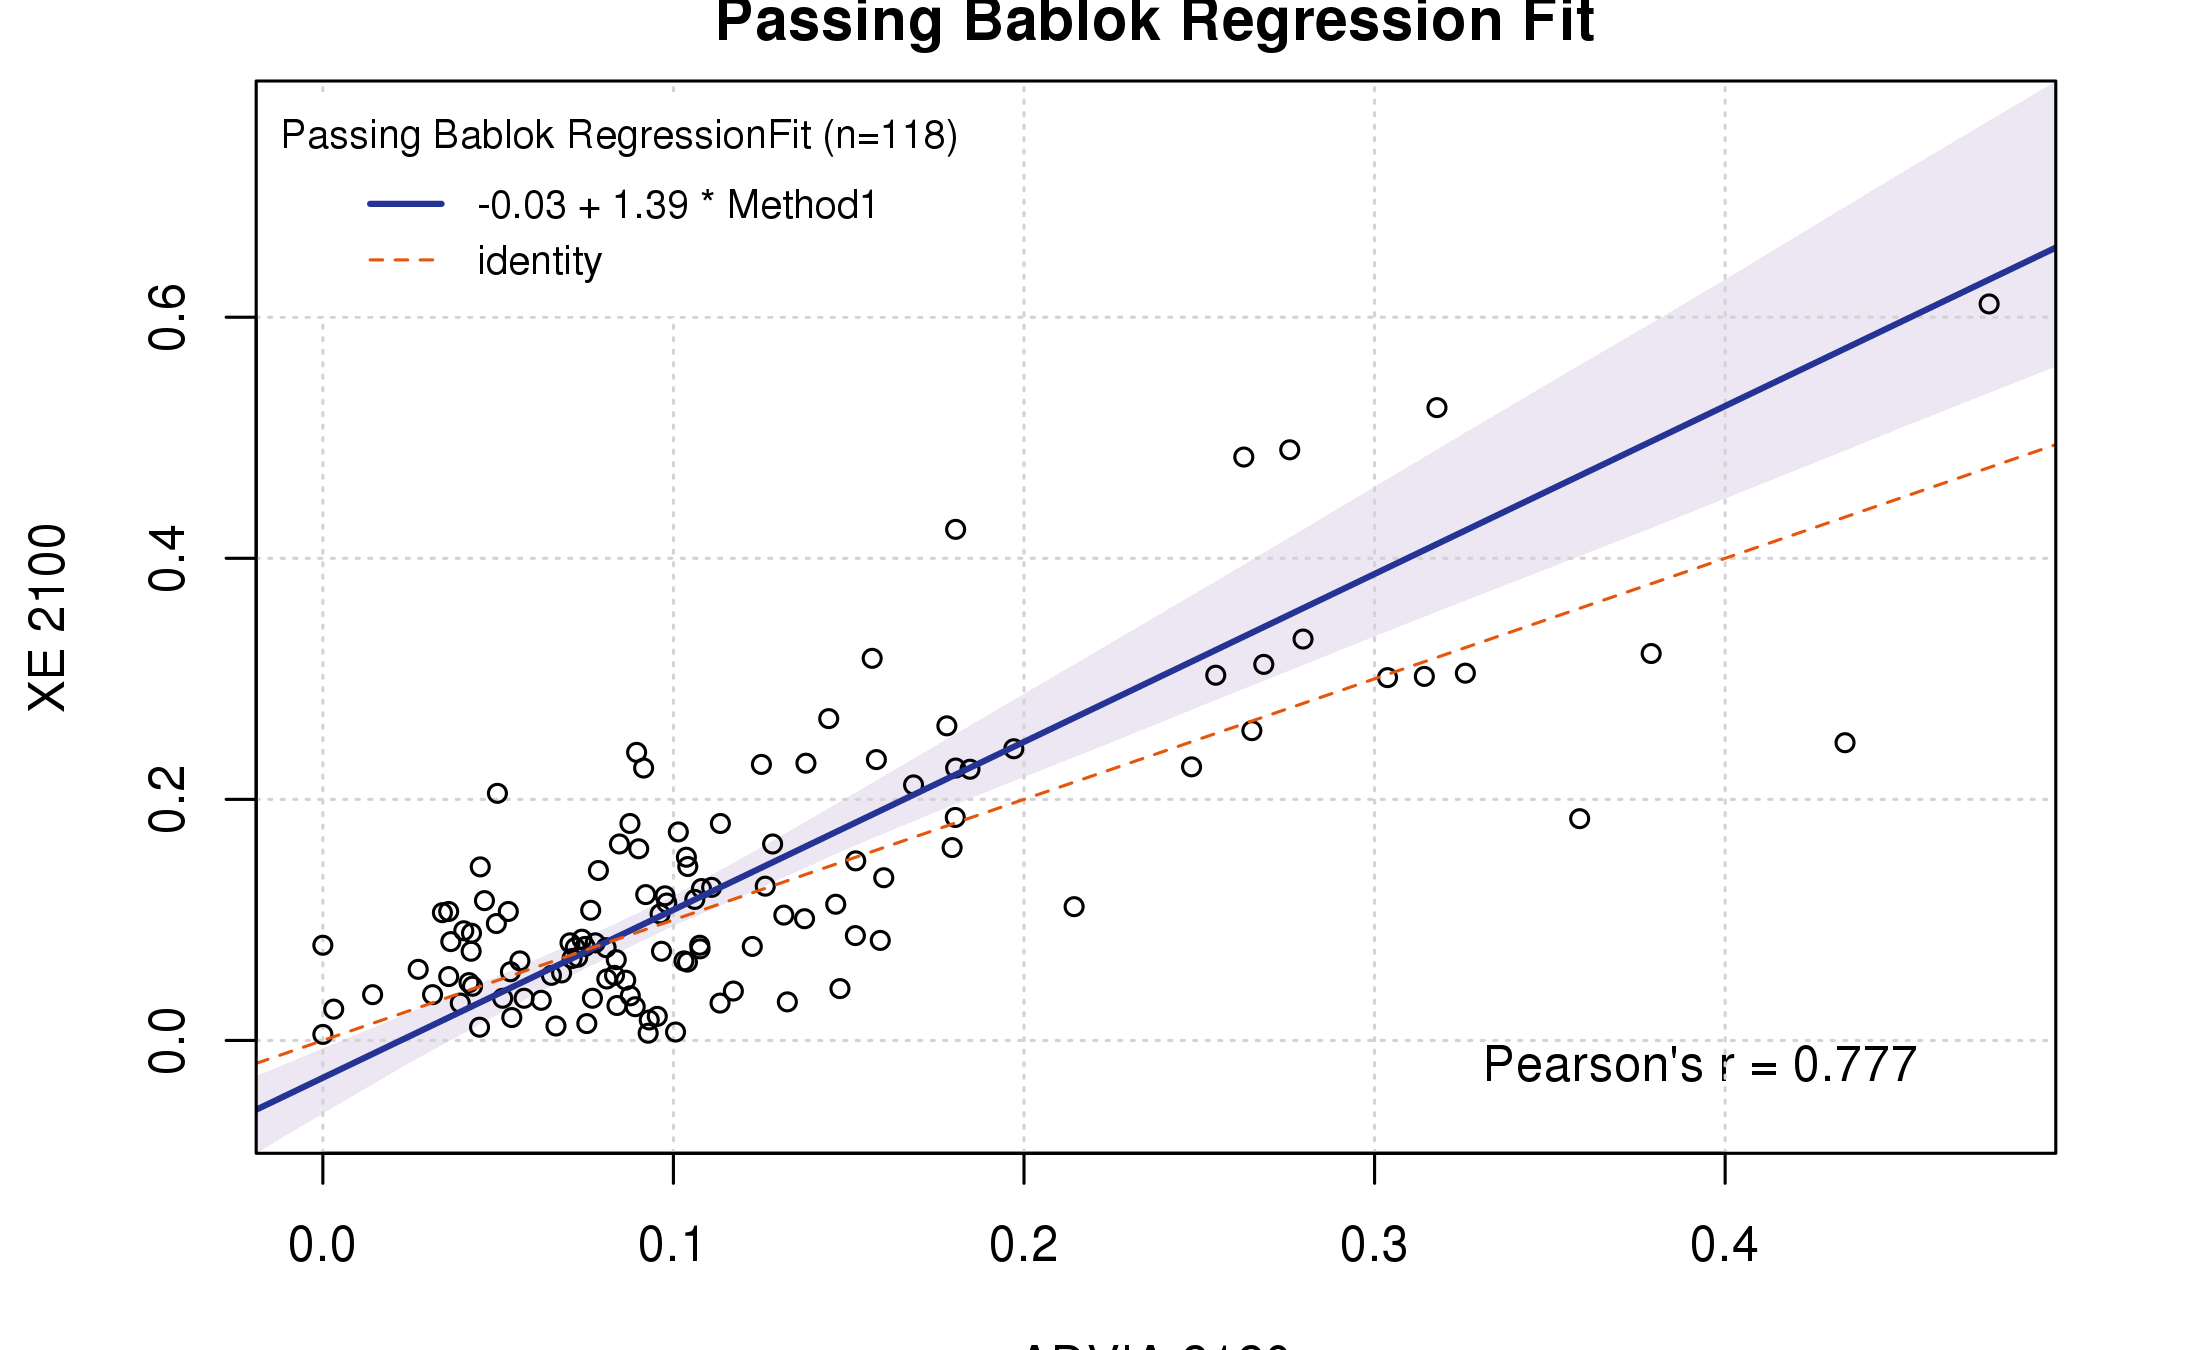 Passing Bablok Regression Fit
Passing Bablok RegressionFit (n=118)
-0.03 + 1.39 * Method1
identity
0.6
0.4
0.2
0.0
XE 2100
Pearson's r = 0.777
0.0 0.1 0.2 0.3 0.4